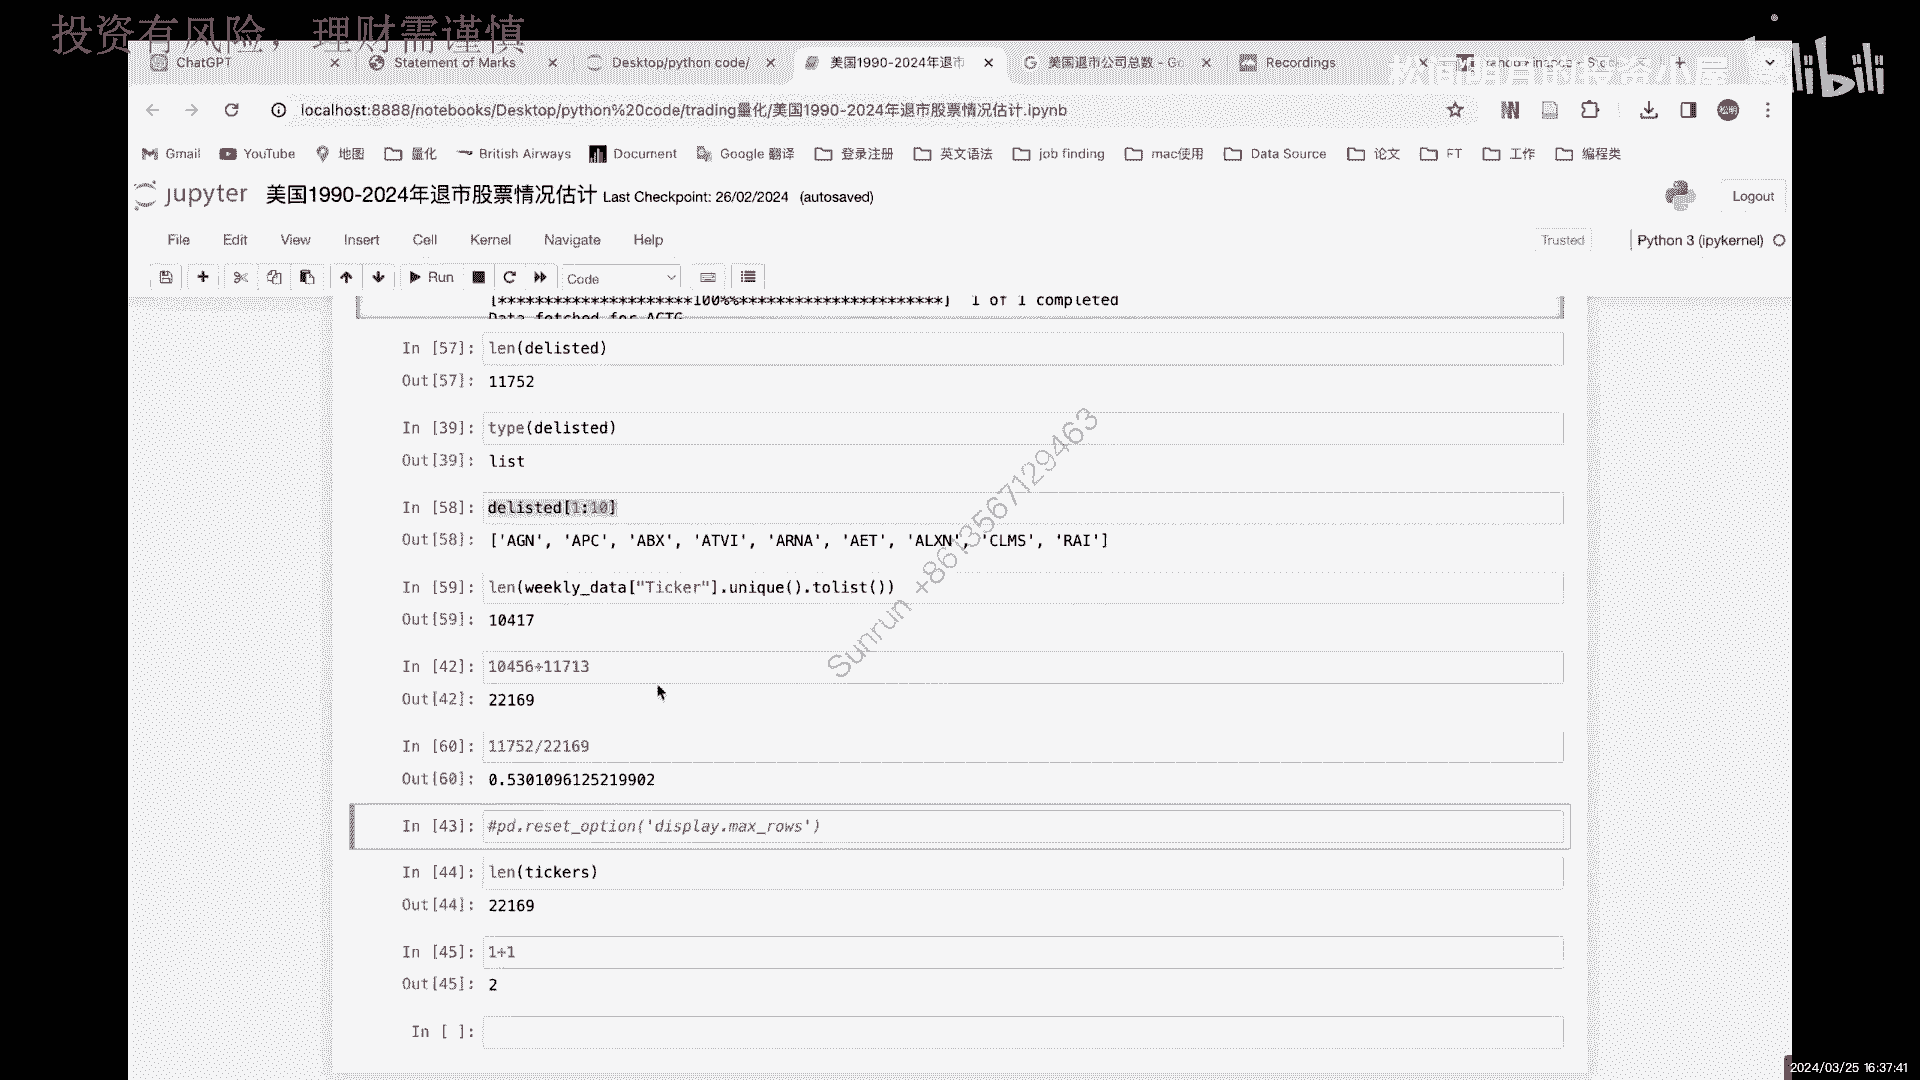 投资有风险，理财需谨慎
bilibili
ChatGPT
Statement of Marks
Desktop/python code/
美国1990-2024年退市
美国退市公司总数 - Go
Recordings
localhost:8888/notebooks/Desktop/python%20code/trading量化/美国1990-2024年退市股票情况估计.ipynb
Gmail YouTube 地图 量化 British Airways Document Google 翻译 登录注册 英文语法 job finding mac使用 Data Source 论文 FT 工作 编程类
jupyter 美国1990-2024年退市股票情况估计 Last Checkpoint: 26/02/2024 (autosaved)
Logout
File Edit View Insert Cell Kernel Navigate Help
Trusted
Python 3 (ipykernel)
Run
Code
[*********************100%%**********************] 1 of 1 completed
Data fetched for ACTG
In [57]: len(delisted)
Out[57]: 11752
In [39]: type(delisted)
Out[39]: list
In [58]: delisted[1:10]
Out[58]: ['AGN', 'APC', 'ABX', 'ATVI', 'ARNA', 'AET', 'ALXN', 'CLMS', 'RAI']
In [59]: len(weekly_data["Ticker"].unique().tolist())
Out[59]: 10417
In [42]: 10456+11713
Out[42]: 22169
In [60]: 11752/22169
Out[60]: 0.5301096125219902
In [43]: #pd.reset_option('display.max_rows')
In [44]: len(tickers)
Out[44]: 22169
In [45]: 1+1
Out[45]: 2
In [ ]:
Sunrun +8613567129463
2024/03/25 16:37:41